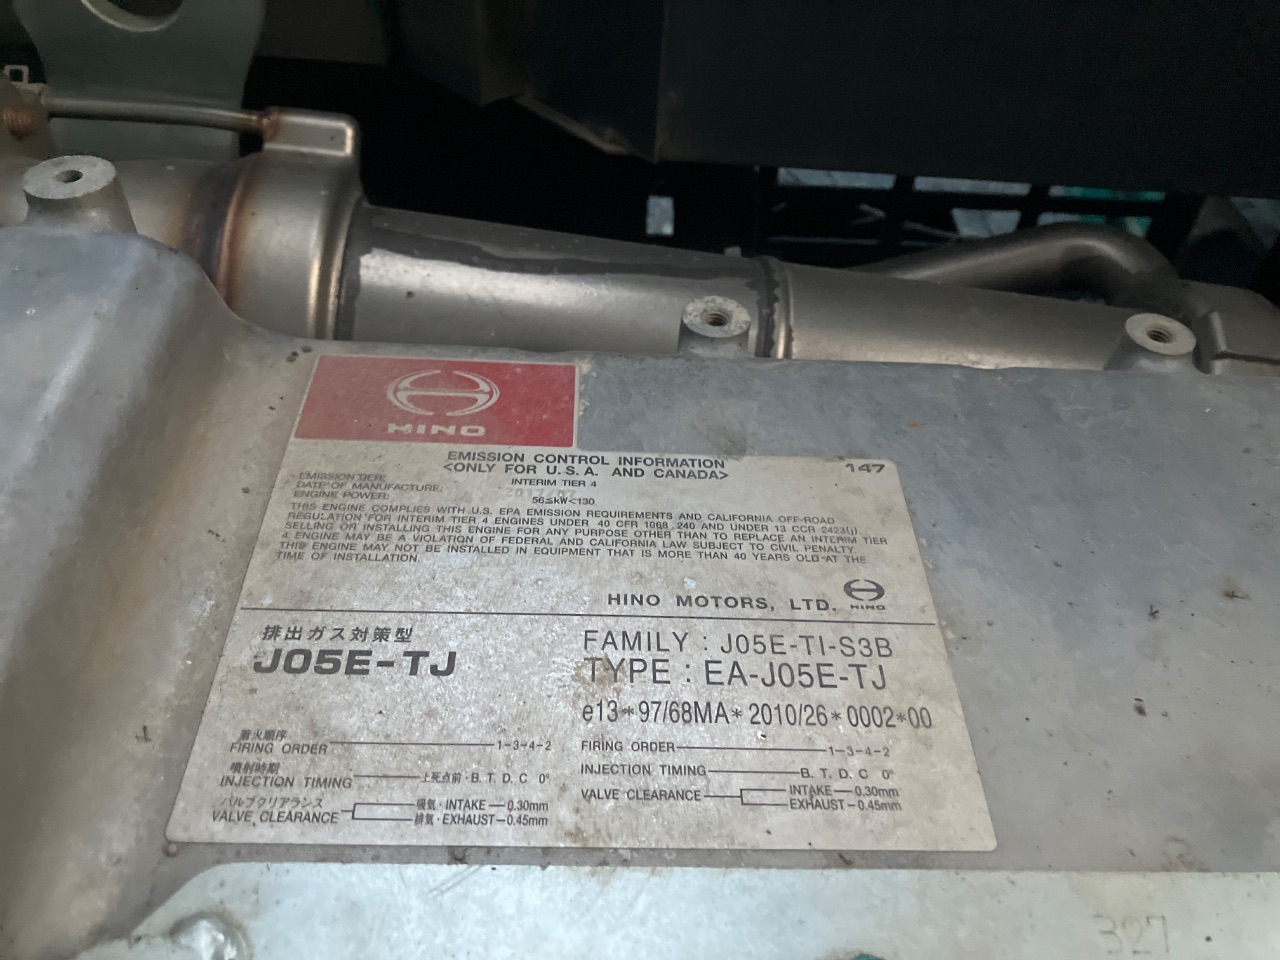 HINO
EMISSION CONTROL INFORMATION
<ONLY FOR U.S.A. AND CANADA>
147
EMISSION TIER: INTERIM TIER 4
DATE OF MANUFACTURE:
ENGINE POWER: 56≤kW<130
THIS ENGINE COMPLIES WITH U.S. EPA EMISSION REQUIREMENTS AND CALIFORNIA OFF-ROAD
REGULATION FOR INTERIM TIER 4 ENGINES UNDER 40 CFR 1068.240 AND UNDER 13 CCR 2423(j).
SELLING OR INSTALLING THIS ENGINE FOR ANY PURPOSE OTHER THAN TO REPLACE AN INTERIM TIER
4 ENGINE MAY BE A VIOLATION OF FEDERAL AND CALIFORNIA LAW SUBJECT TO CIVIL PENALTY.
THIS ENGINE MAY NOT BE INSTALLED IN EQUIPMENT THAT IS MORE THAN 40 YEARS OLD AT THE
TIME OF INSTALLATION.
HINO MOTORS, LTD. HINO
排出ガス対策型
J05E-TJ
FAMILY : J05E-TI-S3B
TYPE : EA-J05E-TJ
e13*97/68MA*2010/26*0002*00
着火順序
FIRING ORDER 1-3-4-2
噴射時期
INJECTION TIMING 上死点前・B.T.D.C 0°
バルブクリアランス
VALVE CLEARANCE
吸気・INTAKE-0.30mm
排気・EXHAUST-0.45mm
FIRING ORDER 1-3-4-2
INJECTION TIMING B.T.D.C 0°
VALVE CLEARANCE
INTAKE-0.30mm
EXHAUST-0.45mm
327